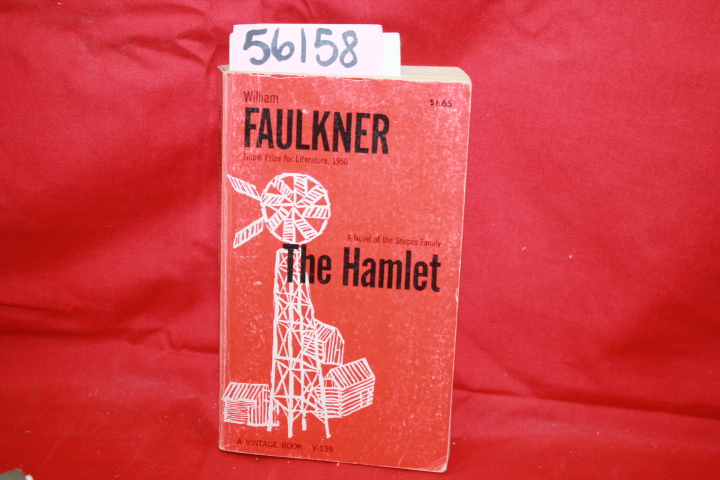 56158
William
$1.65
FAULKNER
Nobel Prize for Literature, 1950
A Novel of the Snopes Family
The Hamlet
A VINTAGE BOOK V-139